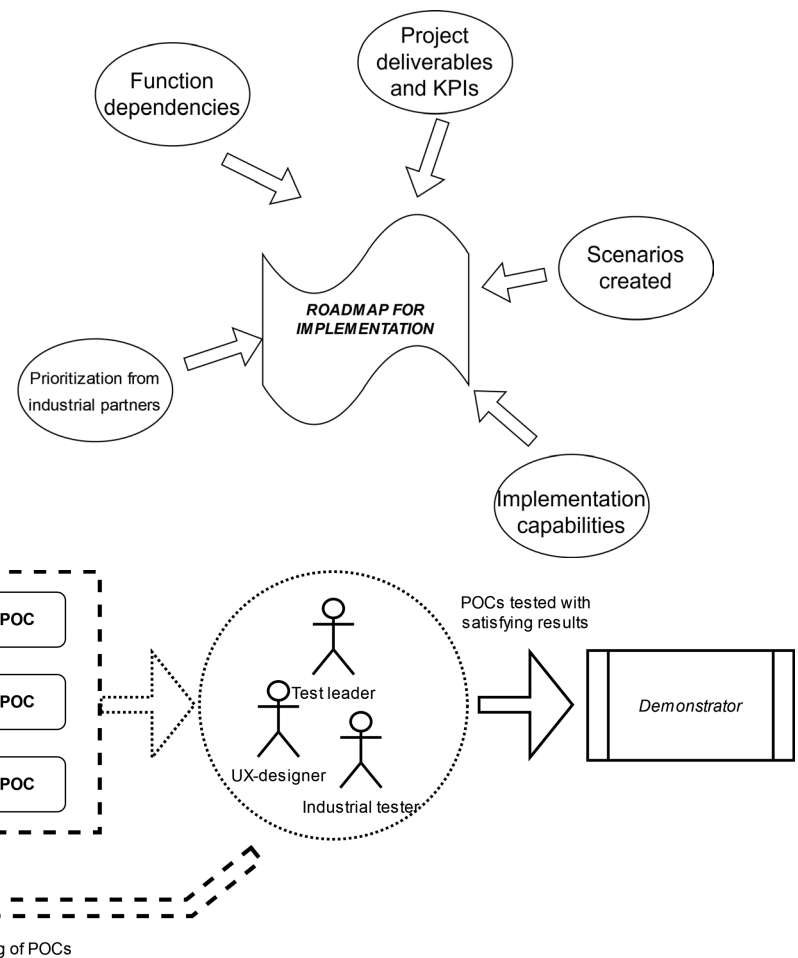 Project
deliverables
and KPIs
Function
dependencies
Scenarios
created
ROADMAP FOR
IMPLEMENTATION
Prioritization from
industrial partners
Implementation
capabilities
POC
POC
POC
Test leader
UX-designer
Industrial tester
POCs tested with
satisfying results
Demonstrator
g of POCs